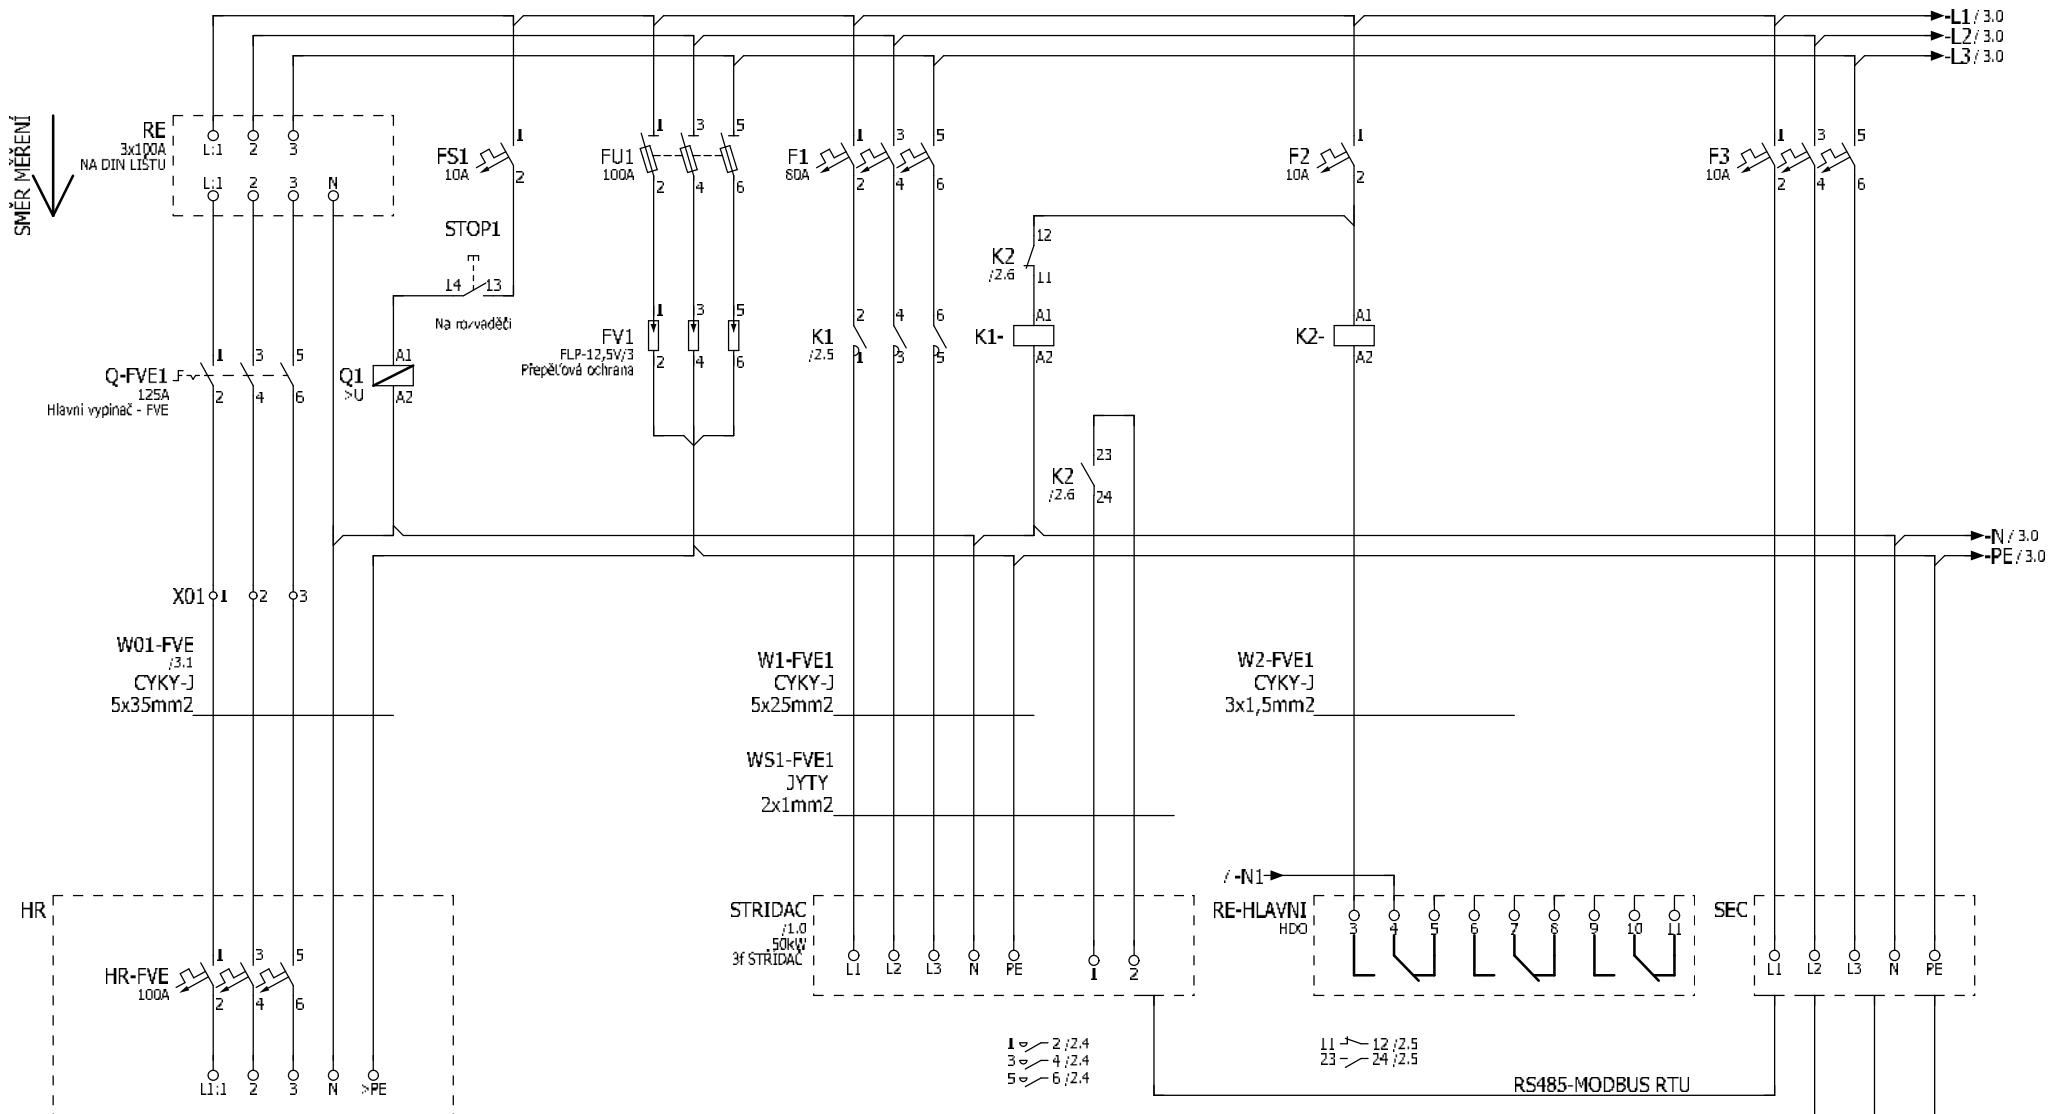 -L1 / 3.0
-L2 / 3.0
-L3 / 3.0
SMĚR MĚŘENÍ
RE
3x100A
NA DIN LIŠTU
L:1 2 3
L:1 2 3 N
FS1
10A
1
2
STOP1
14 13
Na rozvaděči
FU1
100A
1 3 5
2 4 6
F1
80A
1 3 5
2 4 6
F2
10A
1
2
F3
10A
1 3 5
2 4 6
K2
/2.6
12
11
Q-FVE1
125A
Hlavní vypínač - FVE
1 3 5
2 4 6
Q1
>U
A1
A2
FV1
FLP-12,5V/3
Přepěťová ochrana
1 3 5
2 4 6
K1
/2.5
2 4 6
1 3 5
K1-
A1
A2
K2-
A1
A2
K2
/2.6
23
24
-N / 3.0
-PE / 3.0
X01 1 2 3
W01-FVE
/3.1
CYKY-J
5x35mm2
W1-FVE1
CYKY-J
5x25mm2
W2-FVE1
CYKY-J
3x1,5mm2
WS1-FVE1
JYTY
2x1mm2
/ -N1
HR
HR-FVE
100A
1 3 5
2 4 6
L1:1 2 3 N >PE
STRIDAC
/1.0
50kW
3f STŘÍDAČ
L1 L2 L3 N PE 1 2
RE-HLAVNI
HDO
3 4 5 6 7 8 9 10 11
SEC
L1 L2 L3 N PE
1 2 /2.4
3 4 /2.4
5 6 /2.4
11 12 /2.5
23 24 /2.5
RS485-MODBUS RTU